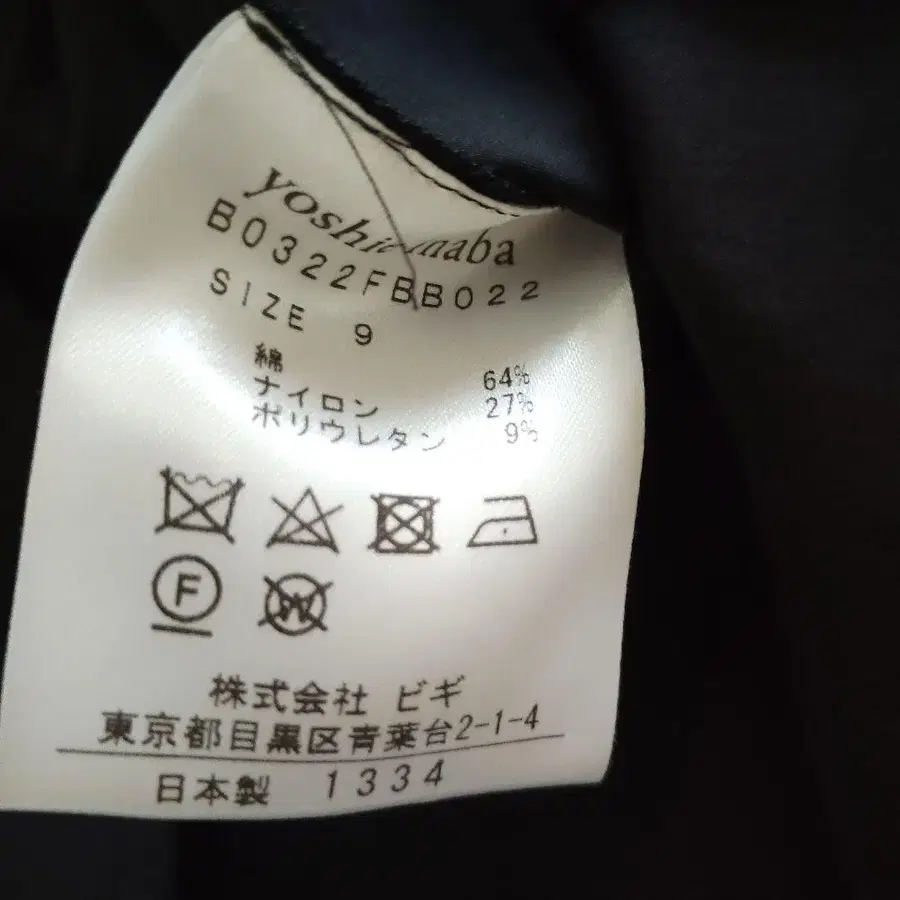 yoshie inaba
B0322FBB022
SIZE 9
綿 64%
ナイロン 27%
ポリウレタン 9%
F
W
株式会社 ビギ
東京都目黒区青葉台2-1-4
日本製 1334